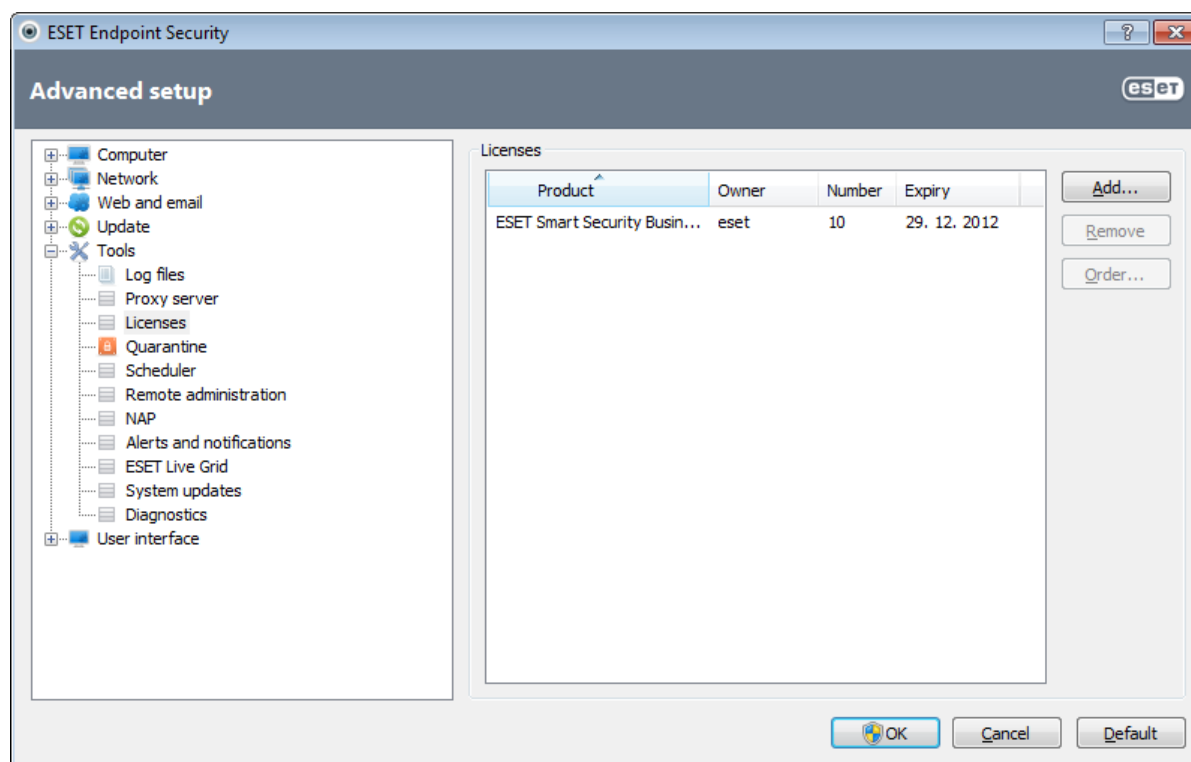 ESET Endpoint Security
?
Advanced setup
eseT
Computer
Network
Web and email
Update
Tools
Log files
Proxy server
Licenses
Quarantine
Scheduler
Remote administration
NAP
Alerts and notifications
ESET Live Grid
System updates
Diagnostics
User interface
Licenses
Product Owner Number Expiry
ESET Smart Security Busin... eset 10 29. 12. 2012
Add...
Remove
Order...
OK Cancel Default